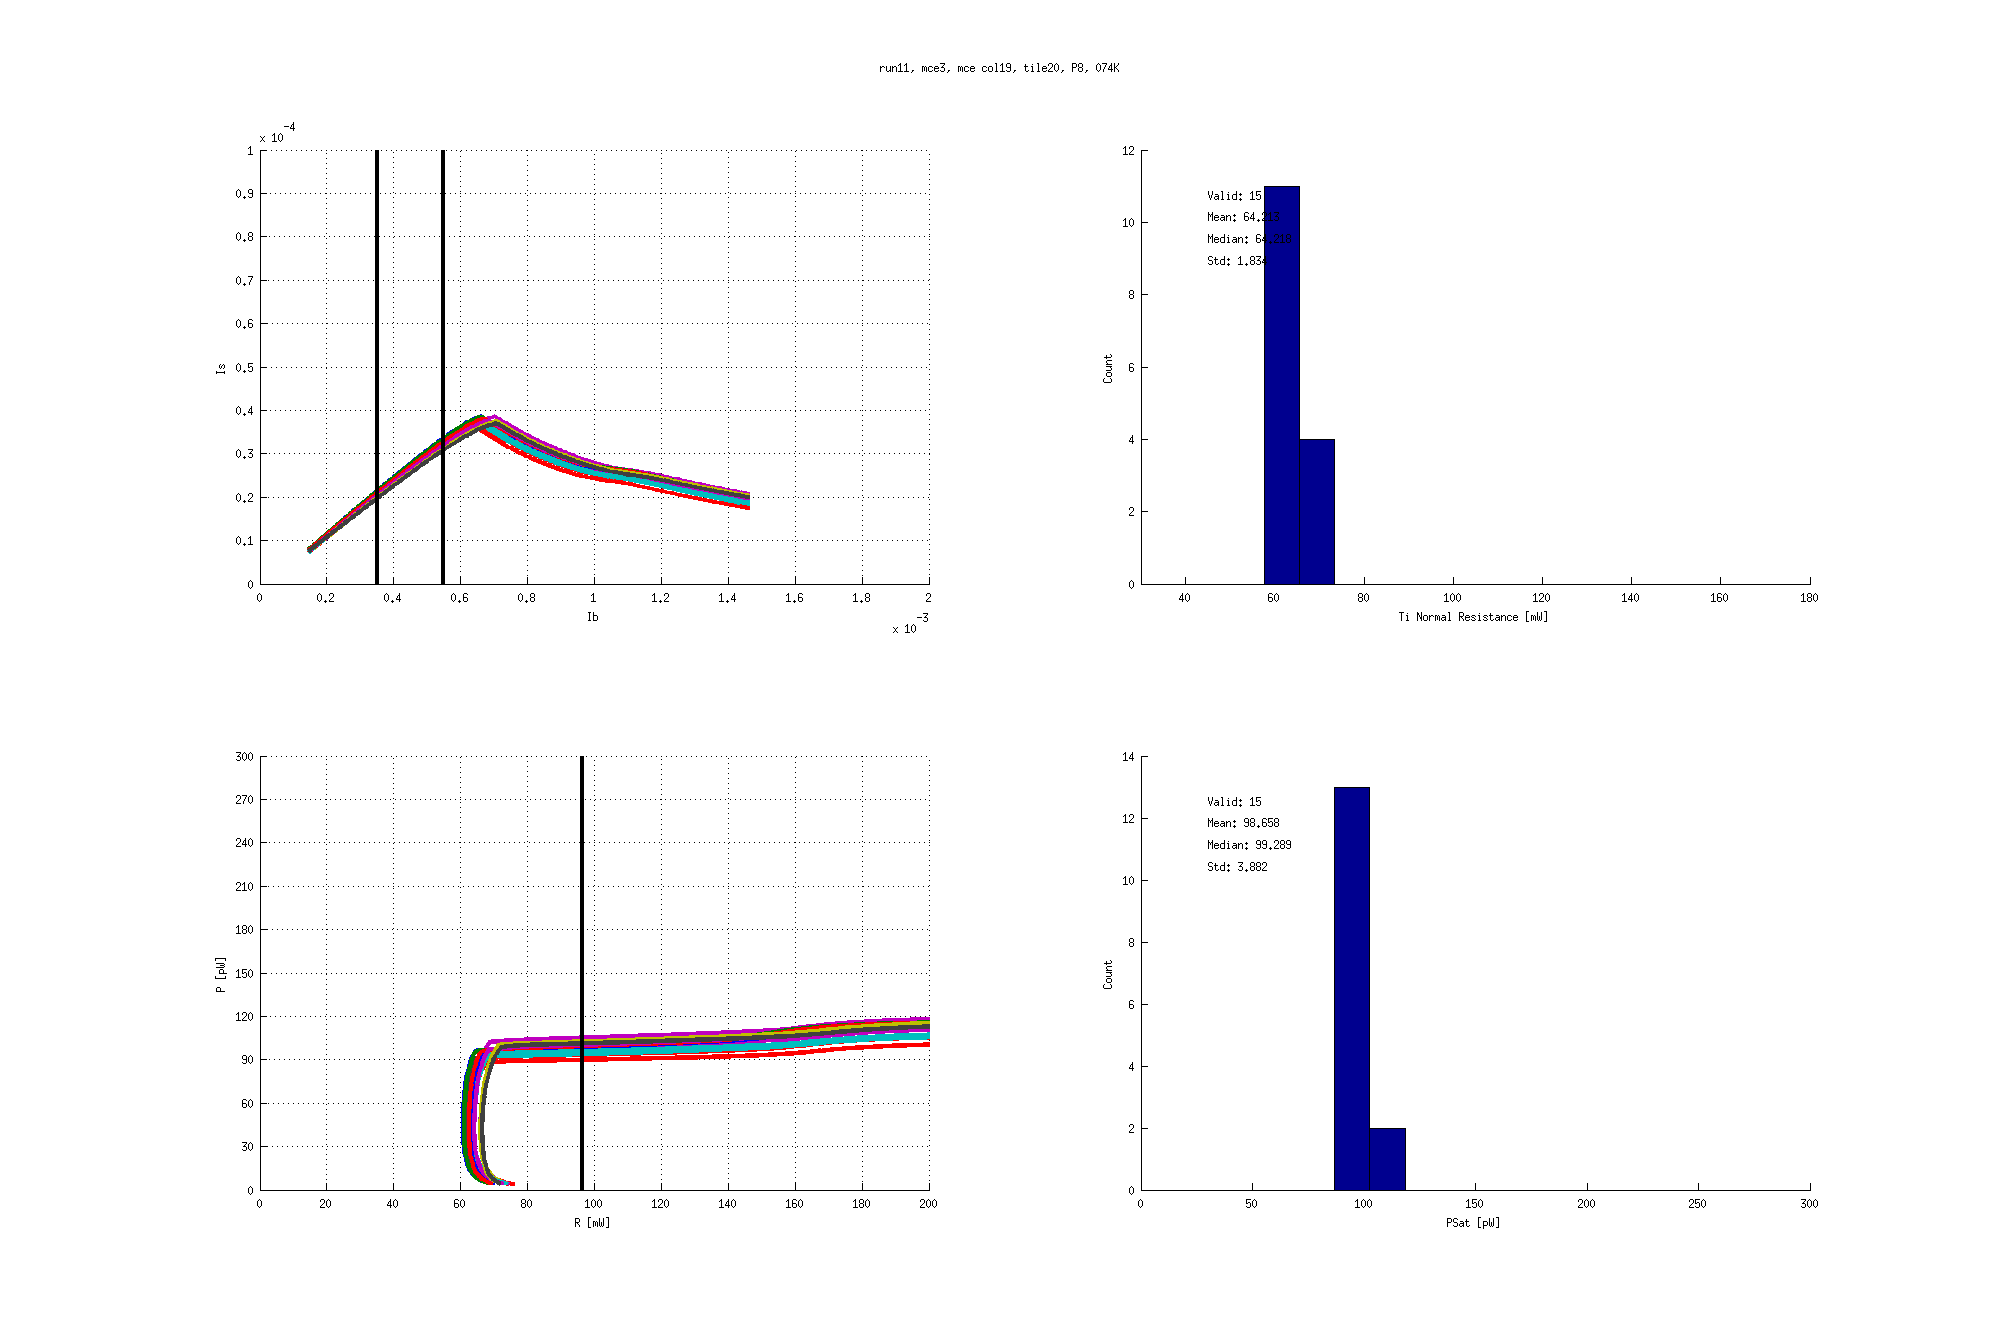 run11, mce3, mce col19, tile20, P8, 074K
x 10^-4
1
0.9
0.8
0.7
0.6
0.5
0.4
0.3
0.2
0.1
0
Is
0 0.2 0.4 0.6 0.8 1 1.2 1.4 1.6 1.8 2
Ib
x 10^-3
12
10
8
6
4
2
0
Count
Valid: 15
Mean:
Median:
Std: 1.834
40 60 80 100 120 140 160 180
Ti Normal Resistance [mW]
300
270
240
210
180
150
120
90
60
30
0
P [pW]
0 20 40 60 80 100 120 140 160 180 200
R [mW]
14
12
10
8
6
4
2
0
Count
Valid: 15
Mean: 98.658
Median: 99.289
Std: 3.882
0 50 100 150 200 250 300
PSat [pW]